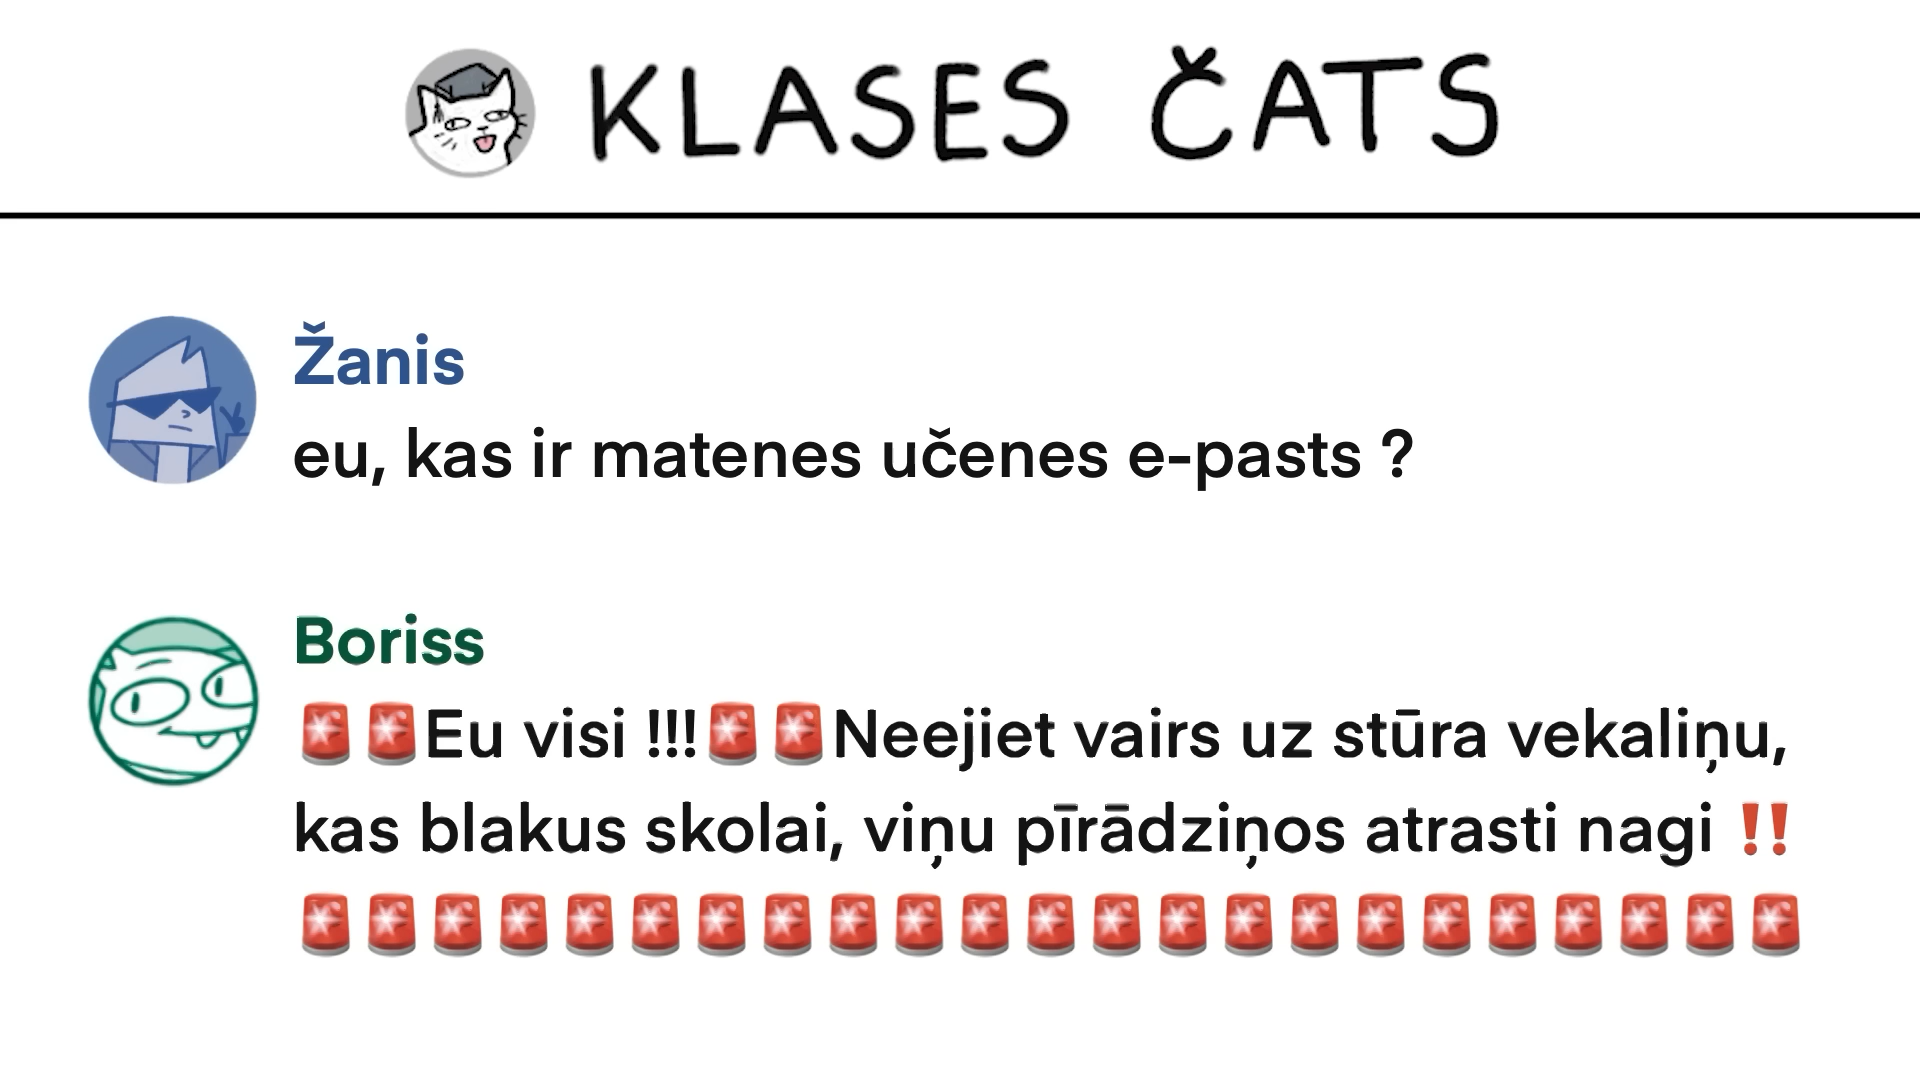 KLASES ČATS
Žanis
eu, kas ir matenes učenes e-pasts ?
Boriss
🚨🚨Eu visi !!!🚨🚨Neejiet vairs uz stūra vekaliņu,
kas blakus skolai, viņu pīrādziņos atrasti nagi ‼️
🚨🚨🚨🚨🚨🚨🚨🚨🚨🚨🚨🚨🚨🚨🚨🚨🚨🚨🚨🚨🚨🚨🚨